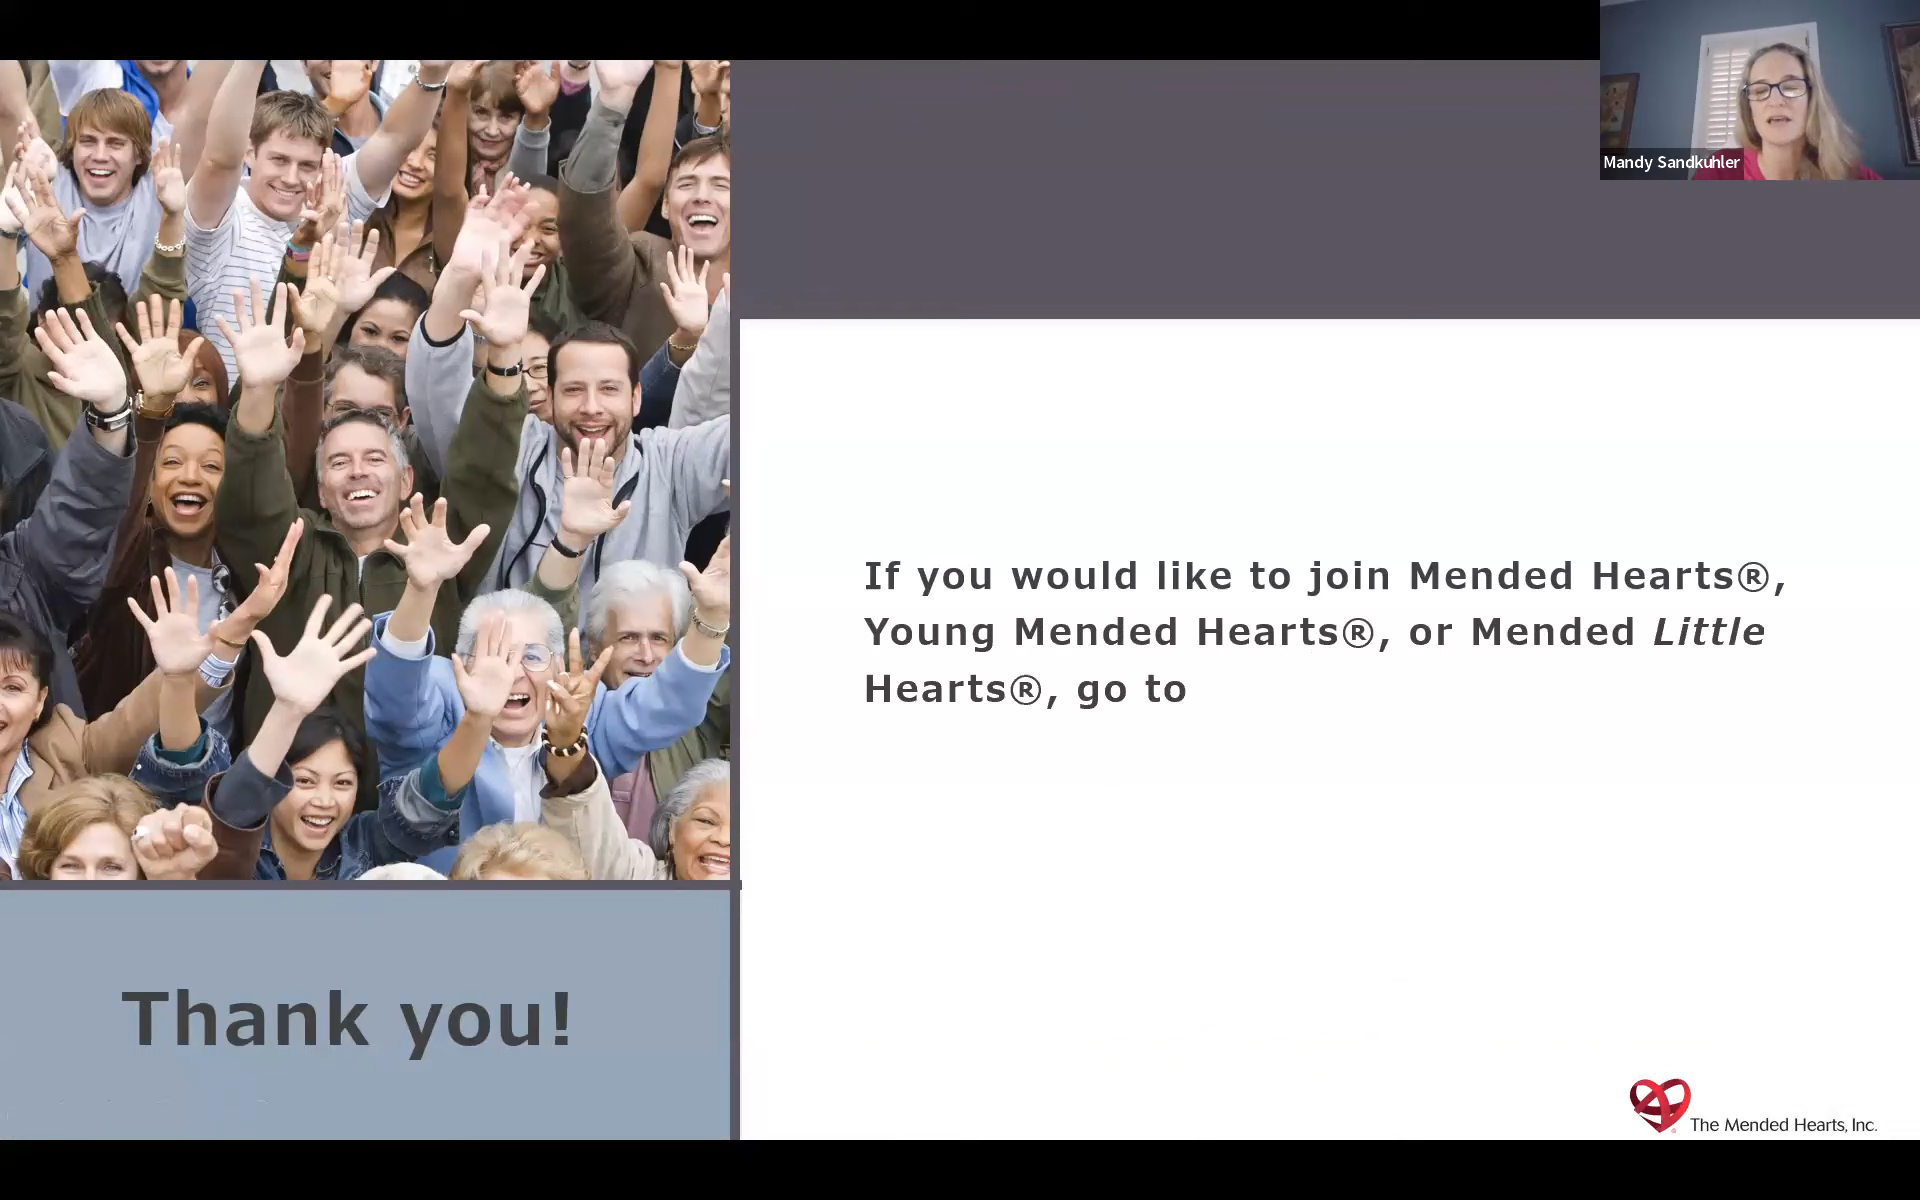 Mandy Sandkuhler
If you would like to join Mended Hearts®,
Young Mended Hearts®, or Mended Little
Hearts®, go to
Thank you!
The Mended Hearts, Inc.